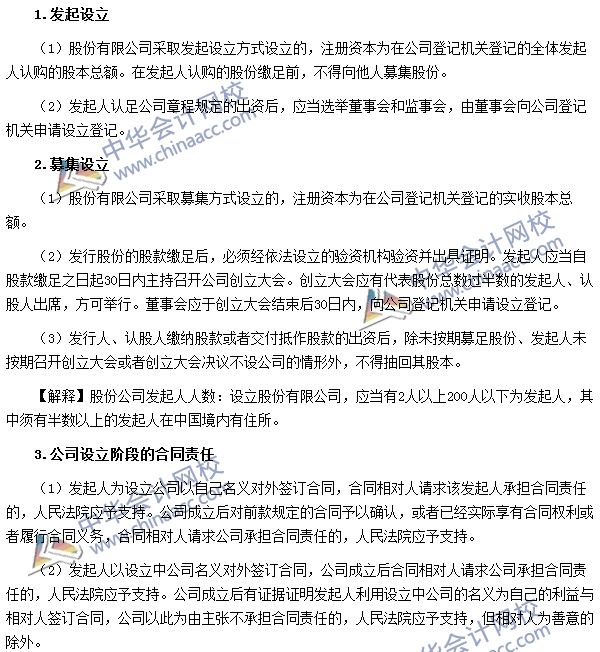 1.发起设立
（1）股份有限公司采取发起设立方式设立的，注册资本为在公司登记机关登记的全体发起
人认购的股本总额。在发起人认购的股份缴足前，不得向他人募集股份。
（2）发起人认足公司章程规定的出资后，应当选举董事会和监事会，由董事会向公司登记
机关申请设立登记。
2.募集设立
（1）股份有限公司采取募集方式设立的，注册资本为在公司登记机关登记的实收股本总
额。
（2）发行股份的股款缴足后，必须经依法设立的验资机构验资并出具证明。发起人应当自
股款缴足之日起30日内主持召开公司创立大会。创立大会应有代表股份总数过半数的发起人、认
股人出席，方可举行。董事会应于创立大会结束后30日内，向公司登记机关申请设立登记。
（3）发行人、认股人缴纳股款或者交付抵作股款的出资后，除未按期募足股份、发起人未
按期召开创立大会或者创立大会决议不设公司的情形外，不得抽回其股本。
【解释】股份公司发起人人数：设立股份有限公司，应当有2人以上200人以下为发起人，其
中须有半数以上的发起人在中国境内有住所。
3.公司设立阶段的合同责任
（1）发起人为设立公司以自己名义对外签订合同，合同相对人请求该发起人承担合同责任
的，人民法院应予支持。公司成立后对前款规定的合同予以确认，或者已经实际享有合同权利或
者履行合同义务，合同相对人请求公司承担合同责任的，人民法院应予支持。
（2）发起人以设立中公司名义对外签订合同，公司成立后合同相对人请求公司承担合同责
任的，人民法院应予支持。公司成立后有证据证明发起人利用设立中公司的名义为自己的利益与
相对人签订合同，公司以此为由主张不承担合同责任的，人民法院应予支持，但相对人为善意的
除外。
中华会计网校
www.chinaacc.com
中华会计网校
www.chinaacc.com
中华会计网校
www.chinaacc.com
中华会计网校